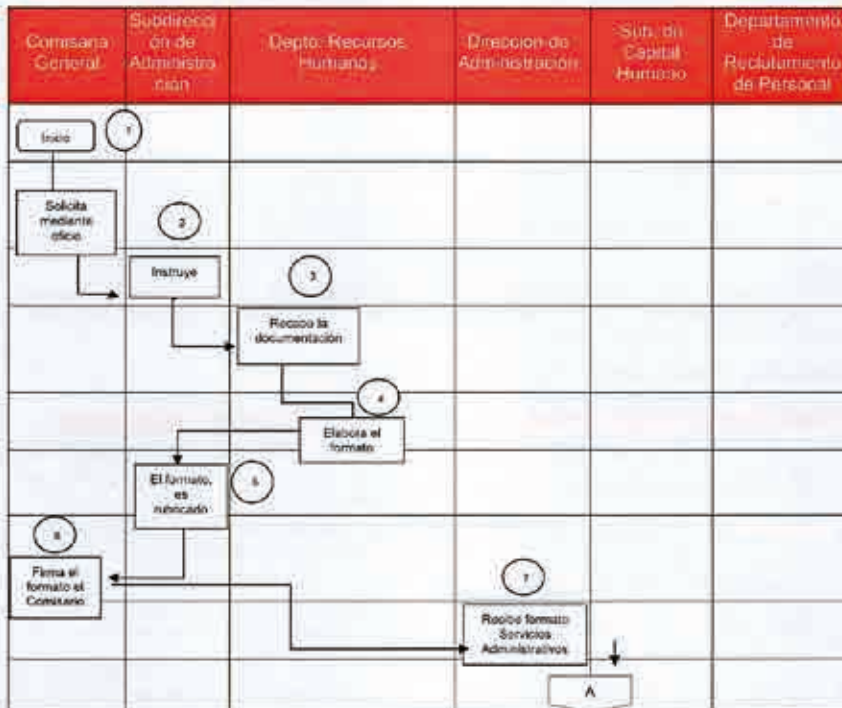 Comisaria
General
Subdirecci
ón de
Administra
ción
Depto. Recursos
Humanos
Dirección de
Administración
Sub. de
Capital
Humano
Departamento
de
Reclutamiento
de Personal
Inicio
1
Solicita
mediante
oficio
2
Instruye
3
Recaba la
documentación
4
Elabora el
formato
El formato,
es
rubricado
5
6
Firma el
formato el
Comisario
7
Recibe formato
Servicios
Administrativos
A